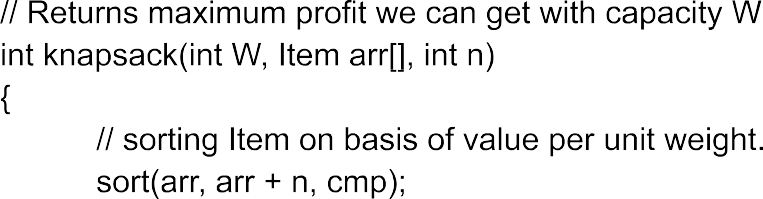 // Returns maximum profit we can get with capacity W
int knapsack(int W, Item arr[], int n)
{
// sorting Item on basis of value per unit weight.
sort(arr, arr + n, cmp);